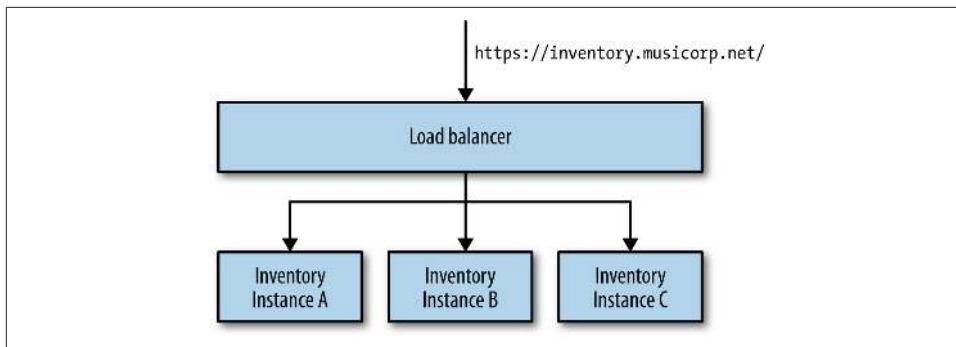 https://inventory.musicorp.net/
Load balancer
Inventory
Instance A
Inventory
Instance B
Inventory
Instance C